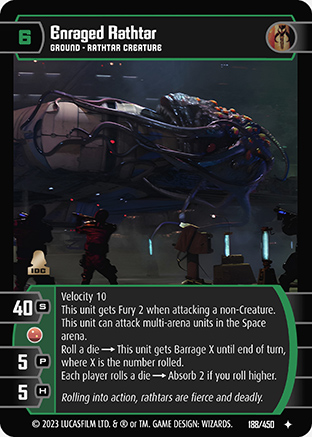 6
Enraged Rathtar
GROUND - RATHTAR CREATURE
IDC
40 S
5 P
5 H
Velocity 10
This unit gets Fury 2 when attacking a non-Creature.
This unit can attack multi-arena units in the Space
arena.
Roll a die → This unit gets Barrage X until end of turn,
where X is the number rolled.
Each player rolls a die → Absorb 2 if you roll higher.
Rolling into action, rathtars are fierce and deadly.
© 2023 LUCASFILM LTD. & ® or TM. GAME DESIGN: WIZARDS.
188/450